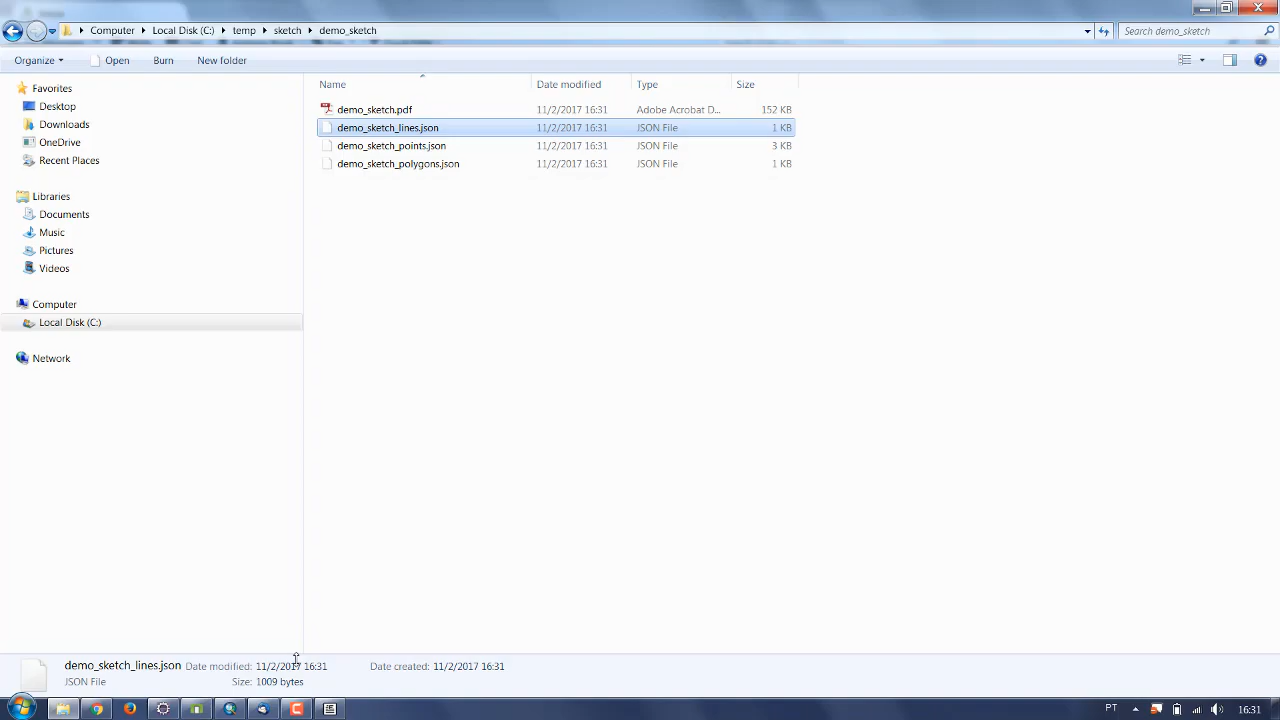 Computer Local Disk (C:) temp sketch demo_sketch
Search demo_sketch
Organize Open Burn New folder
Favorites
Desktop
Downloads
OneDrive
Recent Places
Libraries
Documents
Music
Pictures
Videos
Computer
Local Disk (C:)
Network
Name Date modified Type Size
demo_sketch.pdf 11/2/2017 16:31 Adobe Acrobat D... 152 KB
demo_sketch_lines.json 11/2/2017 16:31 JSON File 1 KB
demo_sketch_points.json 11/2/2017 16:31 JSON File 3 KB
demo_sketch_polygons.json 11/2/2017 16:31 JSON File 1 KB
demo_sketch_lines.json Date modified: 11/2/2017 16:31 Date created: 11/2/2017 16:31
JSON File Size: 1009 bytes
PT 16:31